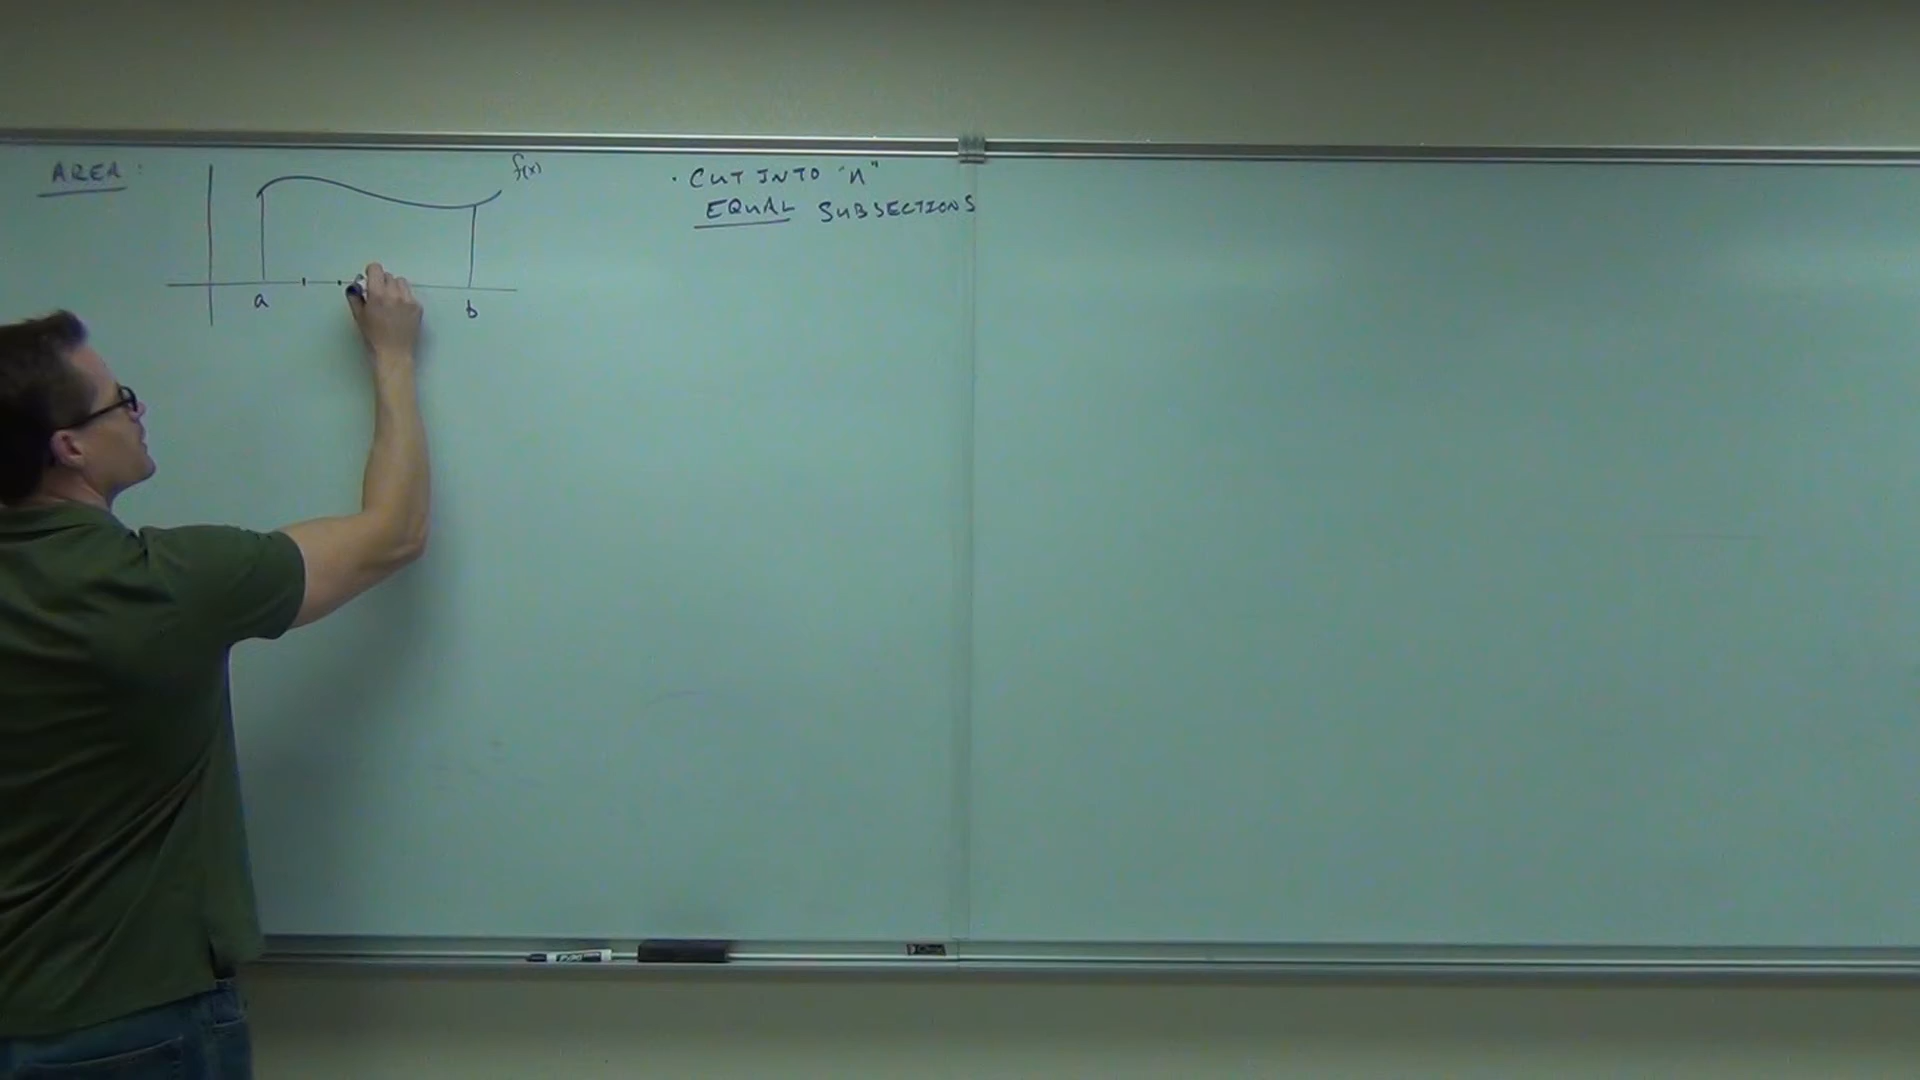 AREA:
f(x)
a
b
· CUT INTO "n"
EQUAL SUBSECTIONS